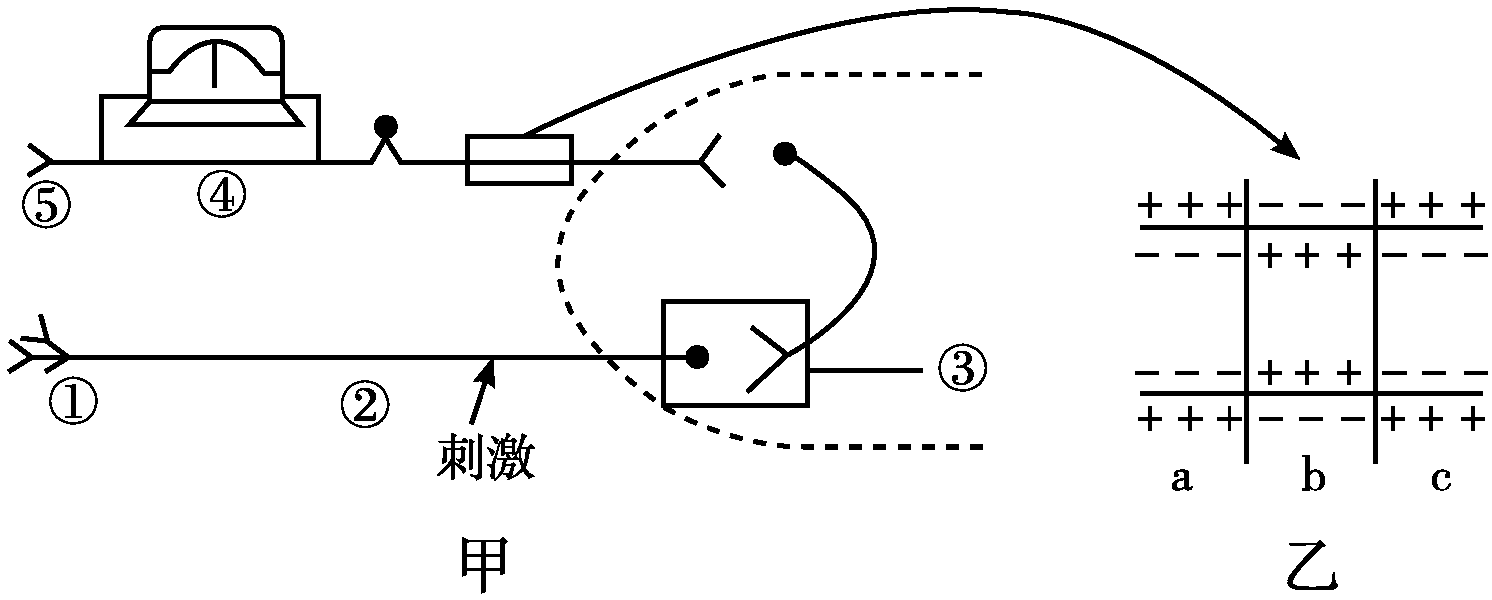 ⑤
④
①
②
③
刺激
甲
+ + + − − − + + +
− − − + + + − − −
− − − + + + − − −
+ + + − − − + + +
a b c
乙